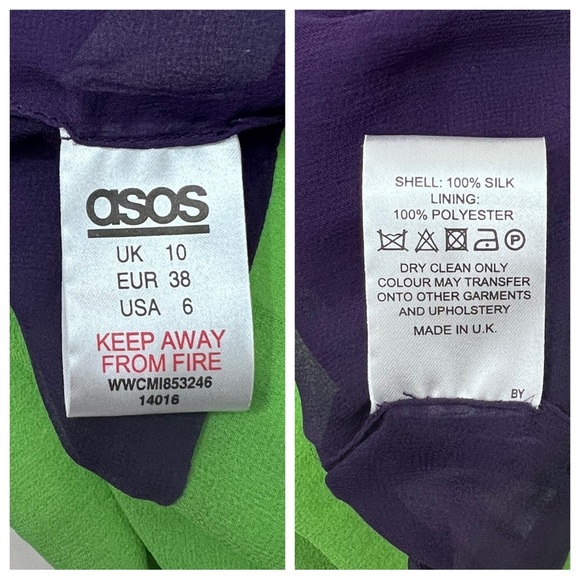 asos
UK 10
EUR 38
USA 6
KEEP AWAY
FROM FIRE
WWCMI853246
14016
SHELL: 100% SILK
LINING:
100% POLYESTER
P
DRY CLEAN ONLY
COLOUR MAY TRANSFER
ONTO OTHER GARMENTS
AND UPHOLSTERY
MADE IN U.K.
BY